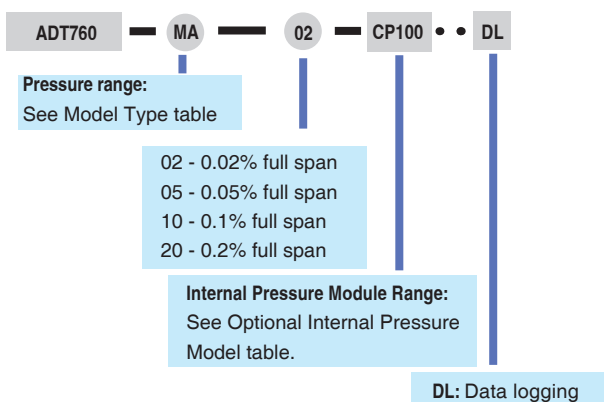 ADT760 MA 02 CP100 DL
Pressure range:
See Model Type table
02 - 0.02% full span
05 - 0.05% full span
10 - 0.1% full span
20 - 0.2% full span
Internal Pressure Module Range:
See Optional Internal Pressure
Model table.
DL: Data logging